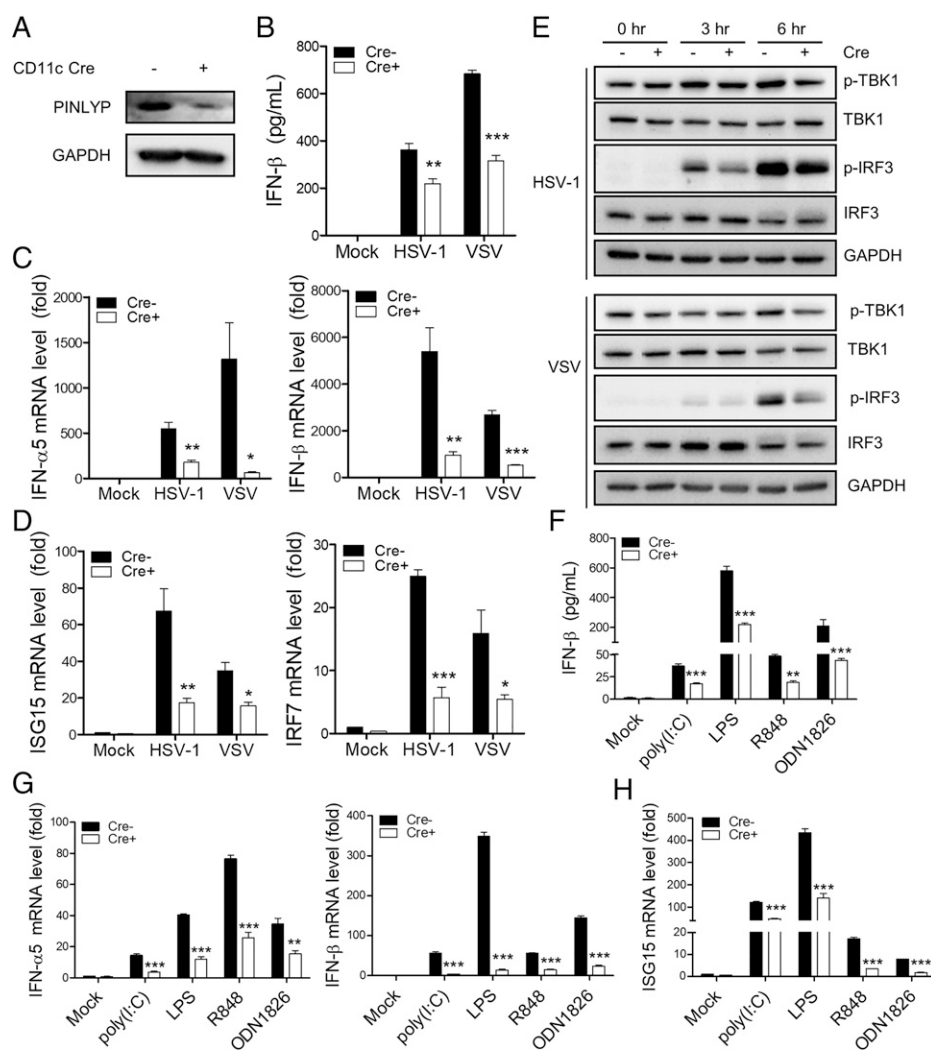 A
CD11c Cre - +
PINLYP
GAPDH
B
Cre-
Cre+
IFN-β (pg/mL)
800
600
400
200
0
** ***
Mock HSV-1 VSV
C
IFN-α5 mRNA level (fold)
2000
1500
1000
500
0
Cre-
Cre+
** *
Mock HSV-1 VSV
IFN-β mRNA level (fold)
8000
6000
4000
2000
0
Cre-
Cre+
** ***
Mock HSV-1 VSV
D
ISG15 mRNA level (fold)
100
80
60
40
20
0
Cre-
Cre+
** *
Mock HSV-1 VSV
IRF7 mRNA level (fold)
30
20
10
0
Cre-
Cre+
*** *
Mock HSV-1 VSV
E
0 hr 3 hr 6 hr
- + - + - + Cre
HSV-1
p-TBK1
TBK1
p-IRF3
IRF3
GAPDH
VSV
p-TBK1
TBK1
p-IRF3
IRF3
GAPDH
F
IFN-β (pg/mL)
800
600
400
200
50
25
0
Cre-
Cre+
*** *** ** ***
Mock poly(I:C) LPS R848 ODN1826
G
IFN-α5 mRNA level (fold)
100
80
60
40
20
0
Cre-
Cre+
*** *** *** **
Mock poly(I:C) LPS R848 ODN1826
IFN-β mRNA level (fold)
400
300
200
100
0
Cre-
Cre+
*** *** *** ***
Mock poly(I:C) LPS R848 ODN1826
H
ISG15 mRNA level (fold)
500
400
300
200
100
20
10
0
Cre-
Cre+
*** *** *** ***
Mock poly(I:C) LPS R848 ODN1826